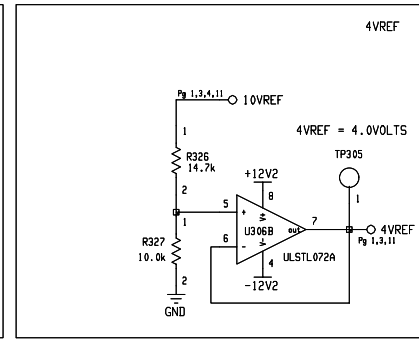 4VREF
Pg 1,3,4,11
10VREF
4VREF = 4.0VOLTS
1
TP305
R326
14.7k
+12V2
2
8
1
1
5
+
V+
7
U306B
out
4VREF
6
-
V-
Pg 1,3,11
R327
10.0k
4
ULSTL072A
2
-12V2
GND